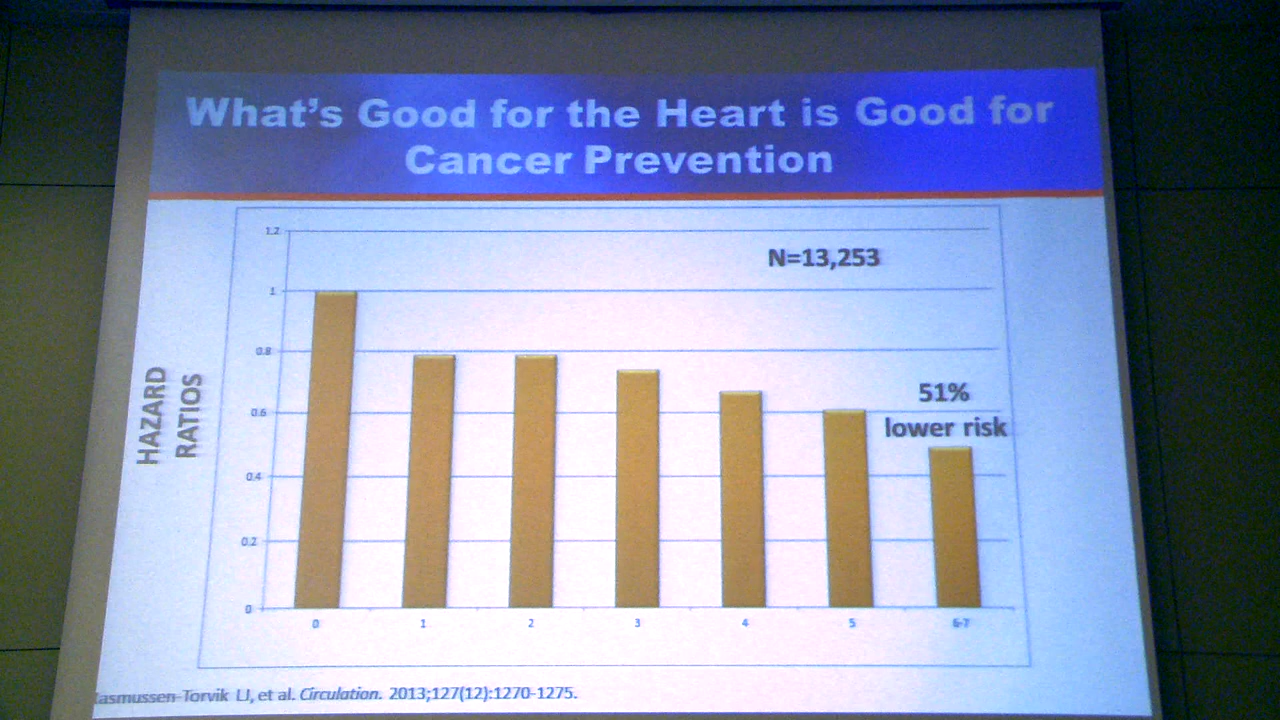 What's Good for the Heart is Good for
Cancer Prevention
N=13,253
1.2
1
0.8
0.6
0.4
0.2
0
HAZARD
RATIOS
51%
lower risk
0
1
2
3
4
5
6-7
asmussen-Torvik LJ, et al. Circulation. 2013;127(12):1270-1275.